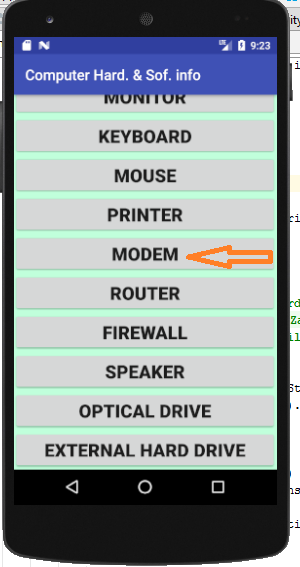 9:23
Computer Hard. & Sof. info
MONITOR
KEYBOARD
MOUSE
PRINTER
MODEM
ROUTER
FIREWALL
SPEAKER
OPTICAL DRIVE
EXTERNAL HARD DRIVE